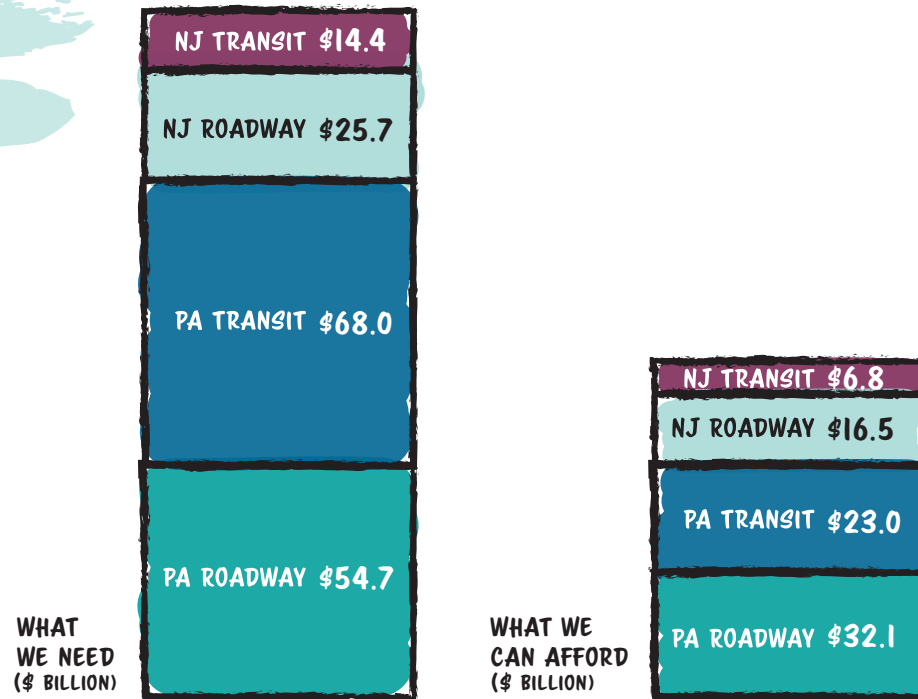 NJ TRANSIT $14.4
NJ ROADWAY $25.7
PA TRANSIT $68.0
PA ROADWAY $54.7
WHAT
WE NEED
($ BILLION)
NJ TRANSIT $6.8
NJ ROADWAY $16.5
PA TRANSIT $23.0
PA ROADWAY $32.1
WHAT WE
CAN AFFORD
($ BILLION)